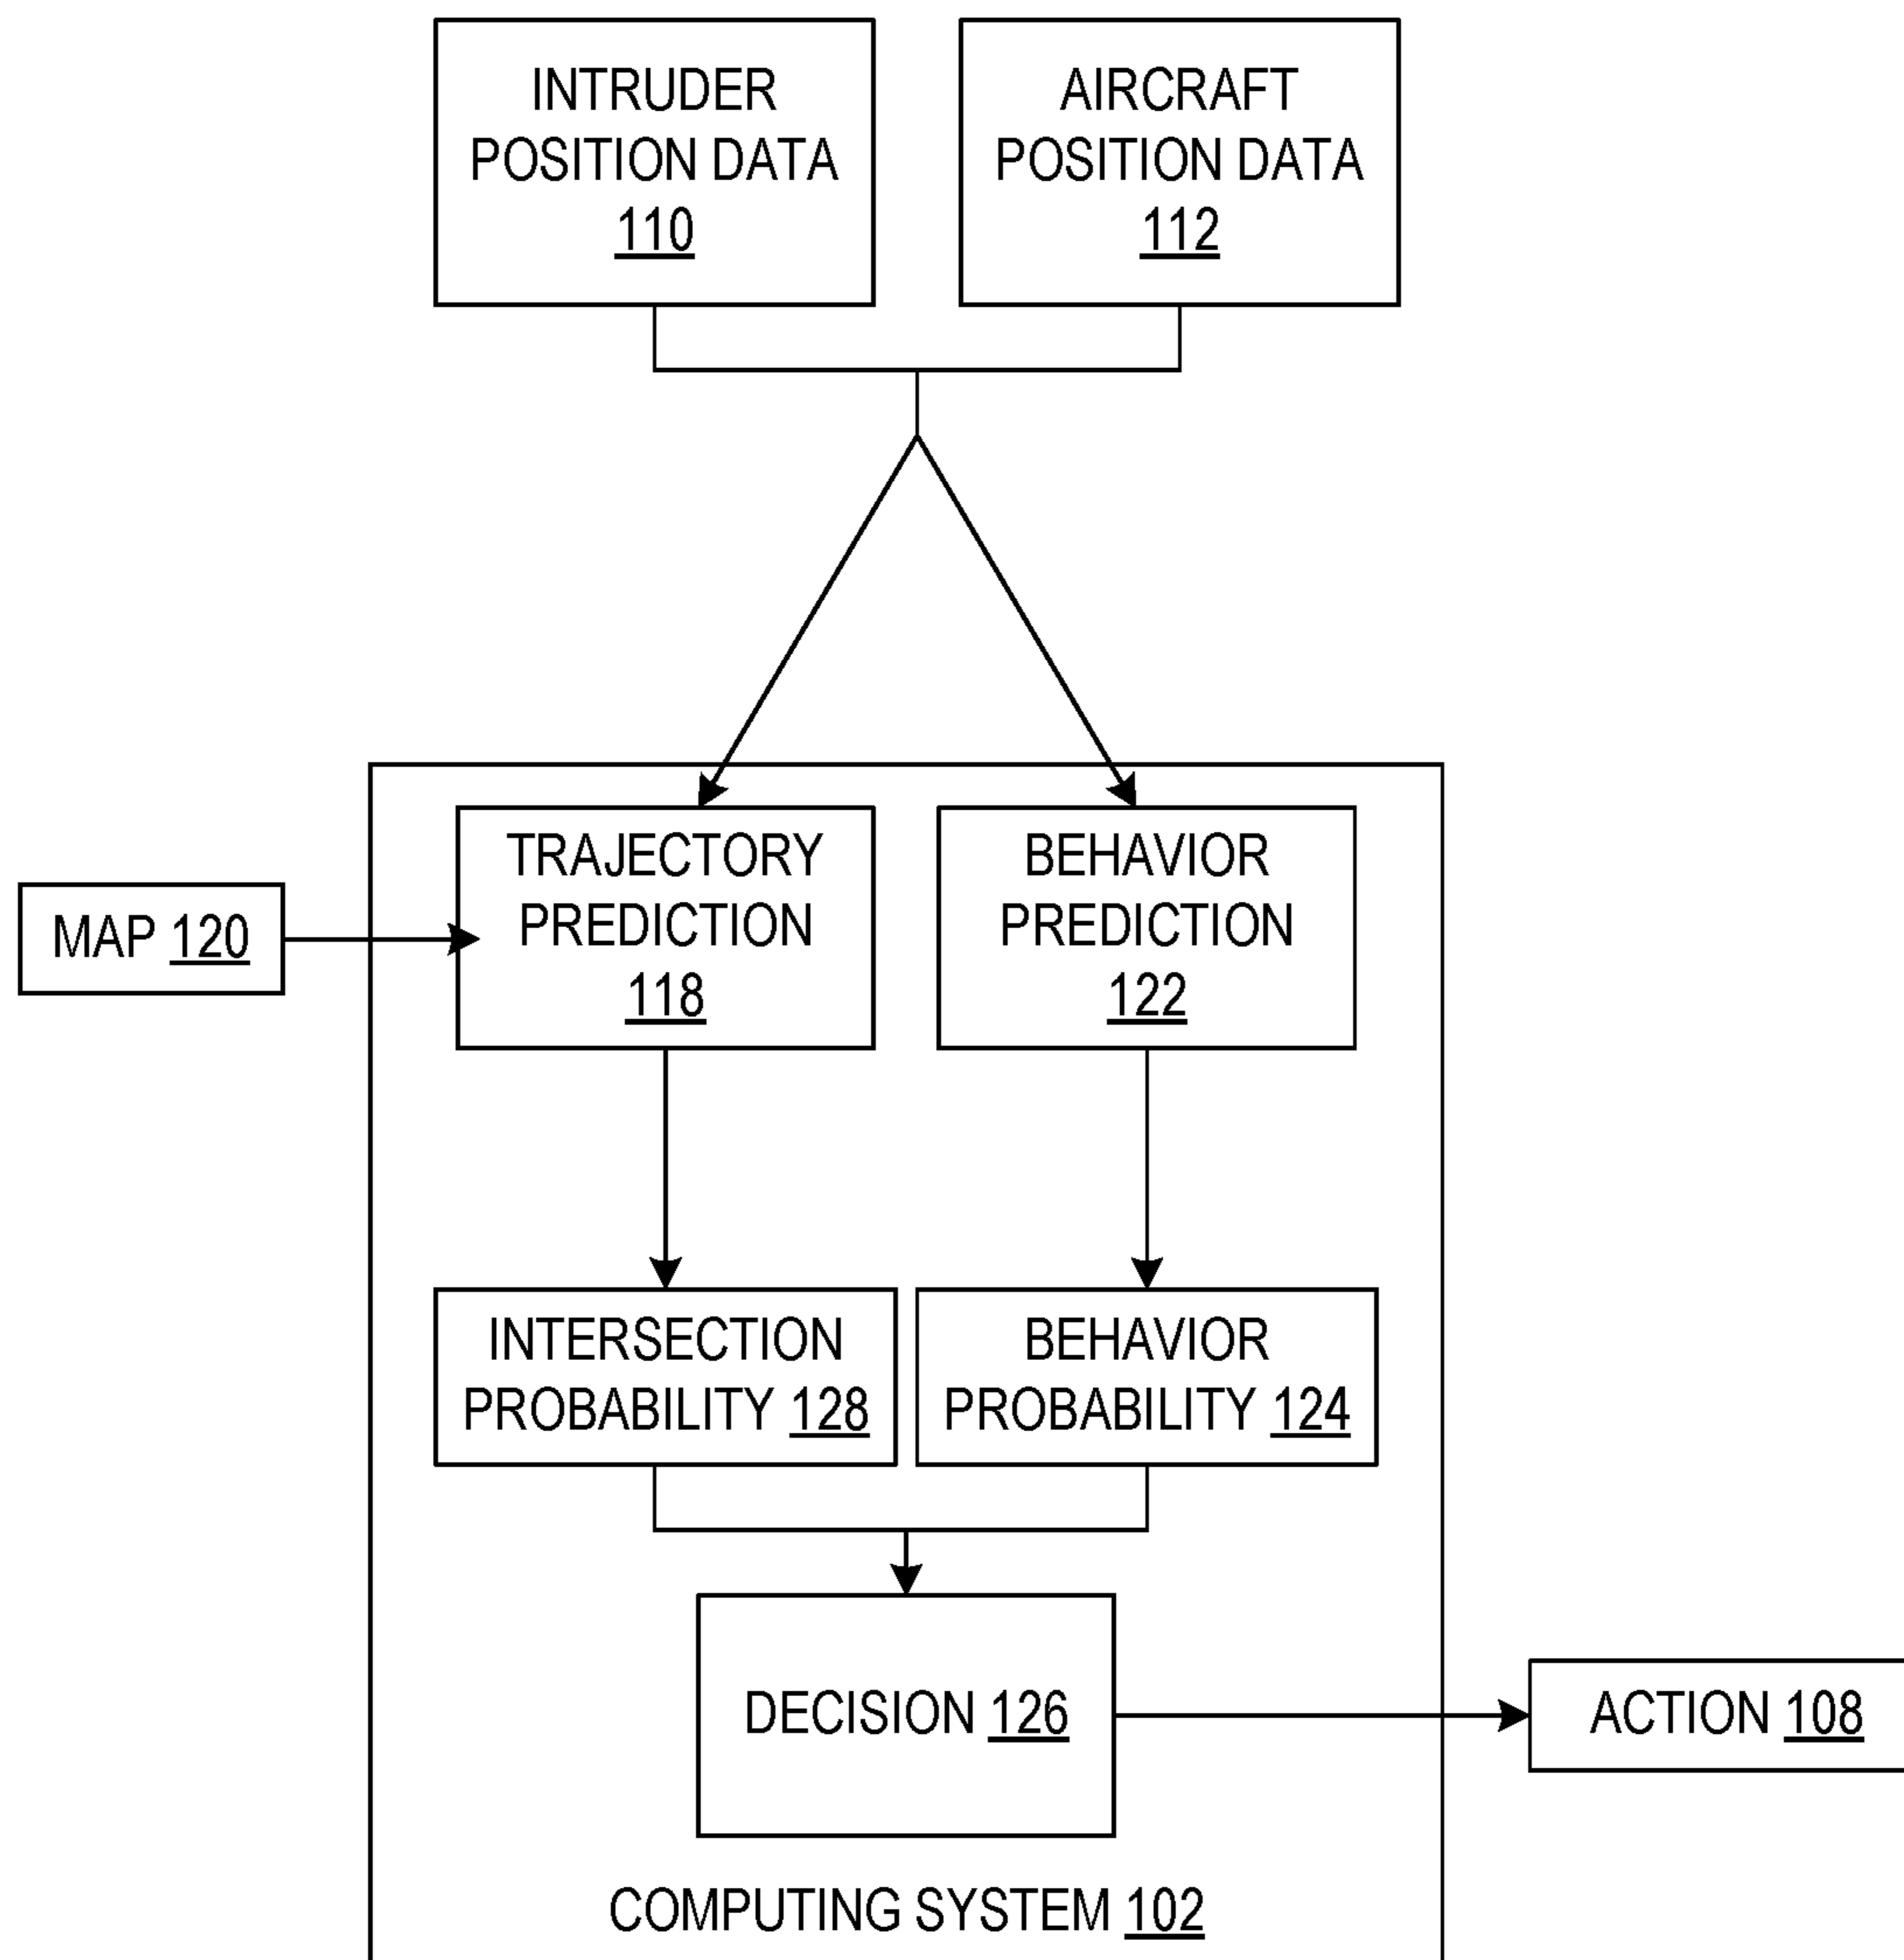 INTRUDER
POSITION DATA
110
AIRCRAFT
POSITION DATA
112
TRAJECTORY
PREDICTION
118
BEHAVIOR
PREDICTION
122
MAP 120
INTERSECTION
PROBABILITY 128
BEHAVIOR
PROBABILITY 124
DECISION 126
ACTION 108
COMPUTING SYSTEM 102